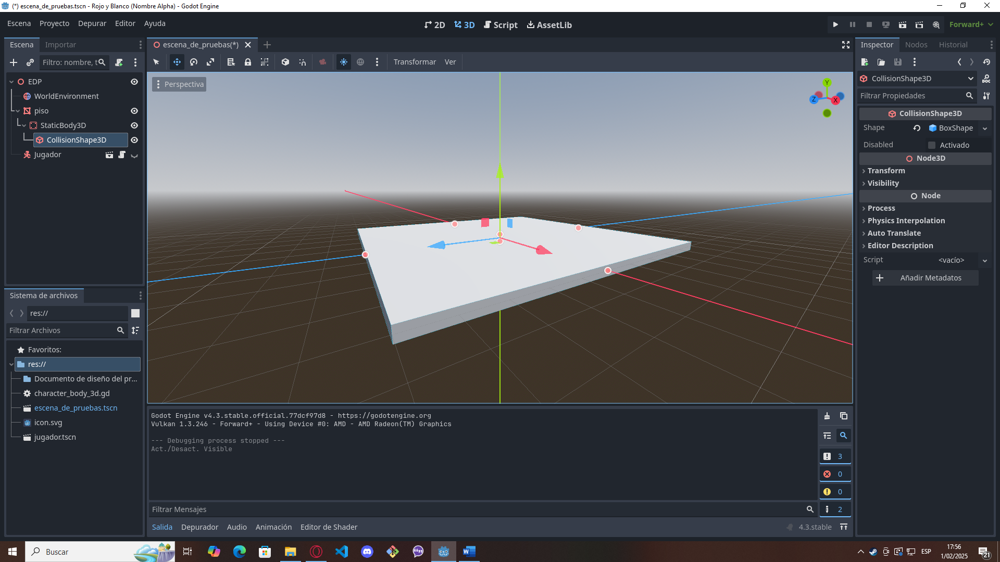 (*) escena_de_pruebas.tscn - Rojo y Blanco (Nombre Alpha) - Godot Engine
Escena Proyecto Depurar Editor Ayuda
2D 3D Script AssetLib
Forward+
Escena Importar
Filtro: nombre, t
EDP
WorldEnvironment
piso
StaticBody3D
CollisionShape3D
Jugador
Sistema de archivos
res://
Filtrar Archivos
Favoritos:
res://
Documento de diseño del pr...
character_body_3d.gd
escena_de_pruebas.tscn
icon.svg
jugador.tscn
escena_de_pruebas(*)
Transformar Ver
Perspectiva
Y
Z
X
Godot Engine v4.3.stable.official.77dcf97d8 - https://godotengine.org
Vulkan 1.3.246 - Forward+ - Using Device #0: AMD - AMD Radeon(TM) Graphics
--- Debugging process stopped ---
Act./Desact. Visible
3
0
0
2
Filtrar Mensajes
Salida Depurador Audio Animación Editor de Shader
4.3.stable
Inspector Nodos Historial
CollisionShape3D
DOC
Filtrar Propiedades
CollisionShape3D
Shape BoxShape
Disabled Activado
Node3D
Transform
Visibility
Node
Process
Physics Interpolation
Auto Translate
Editor Description
Script <vacío>
Añadir Metadatos
Buscar
W
ESP
17:56
1/02/2025
21